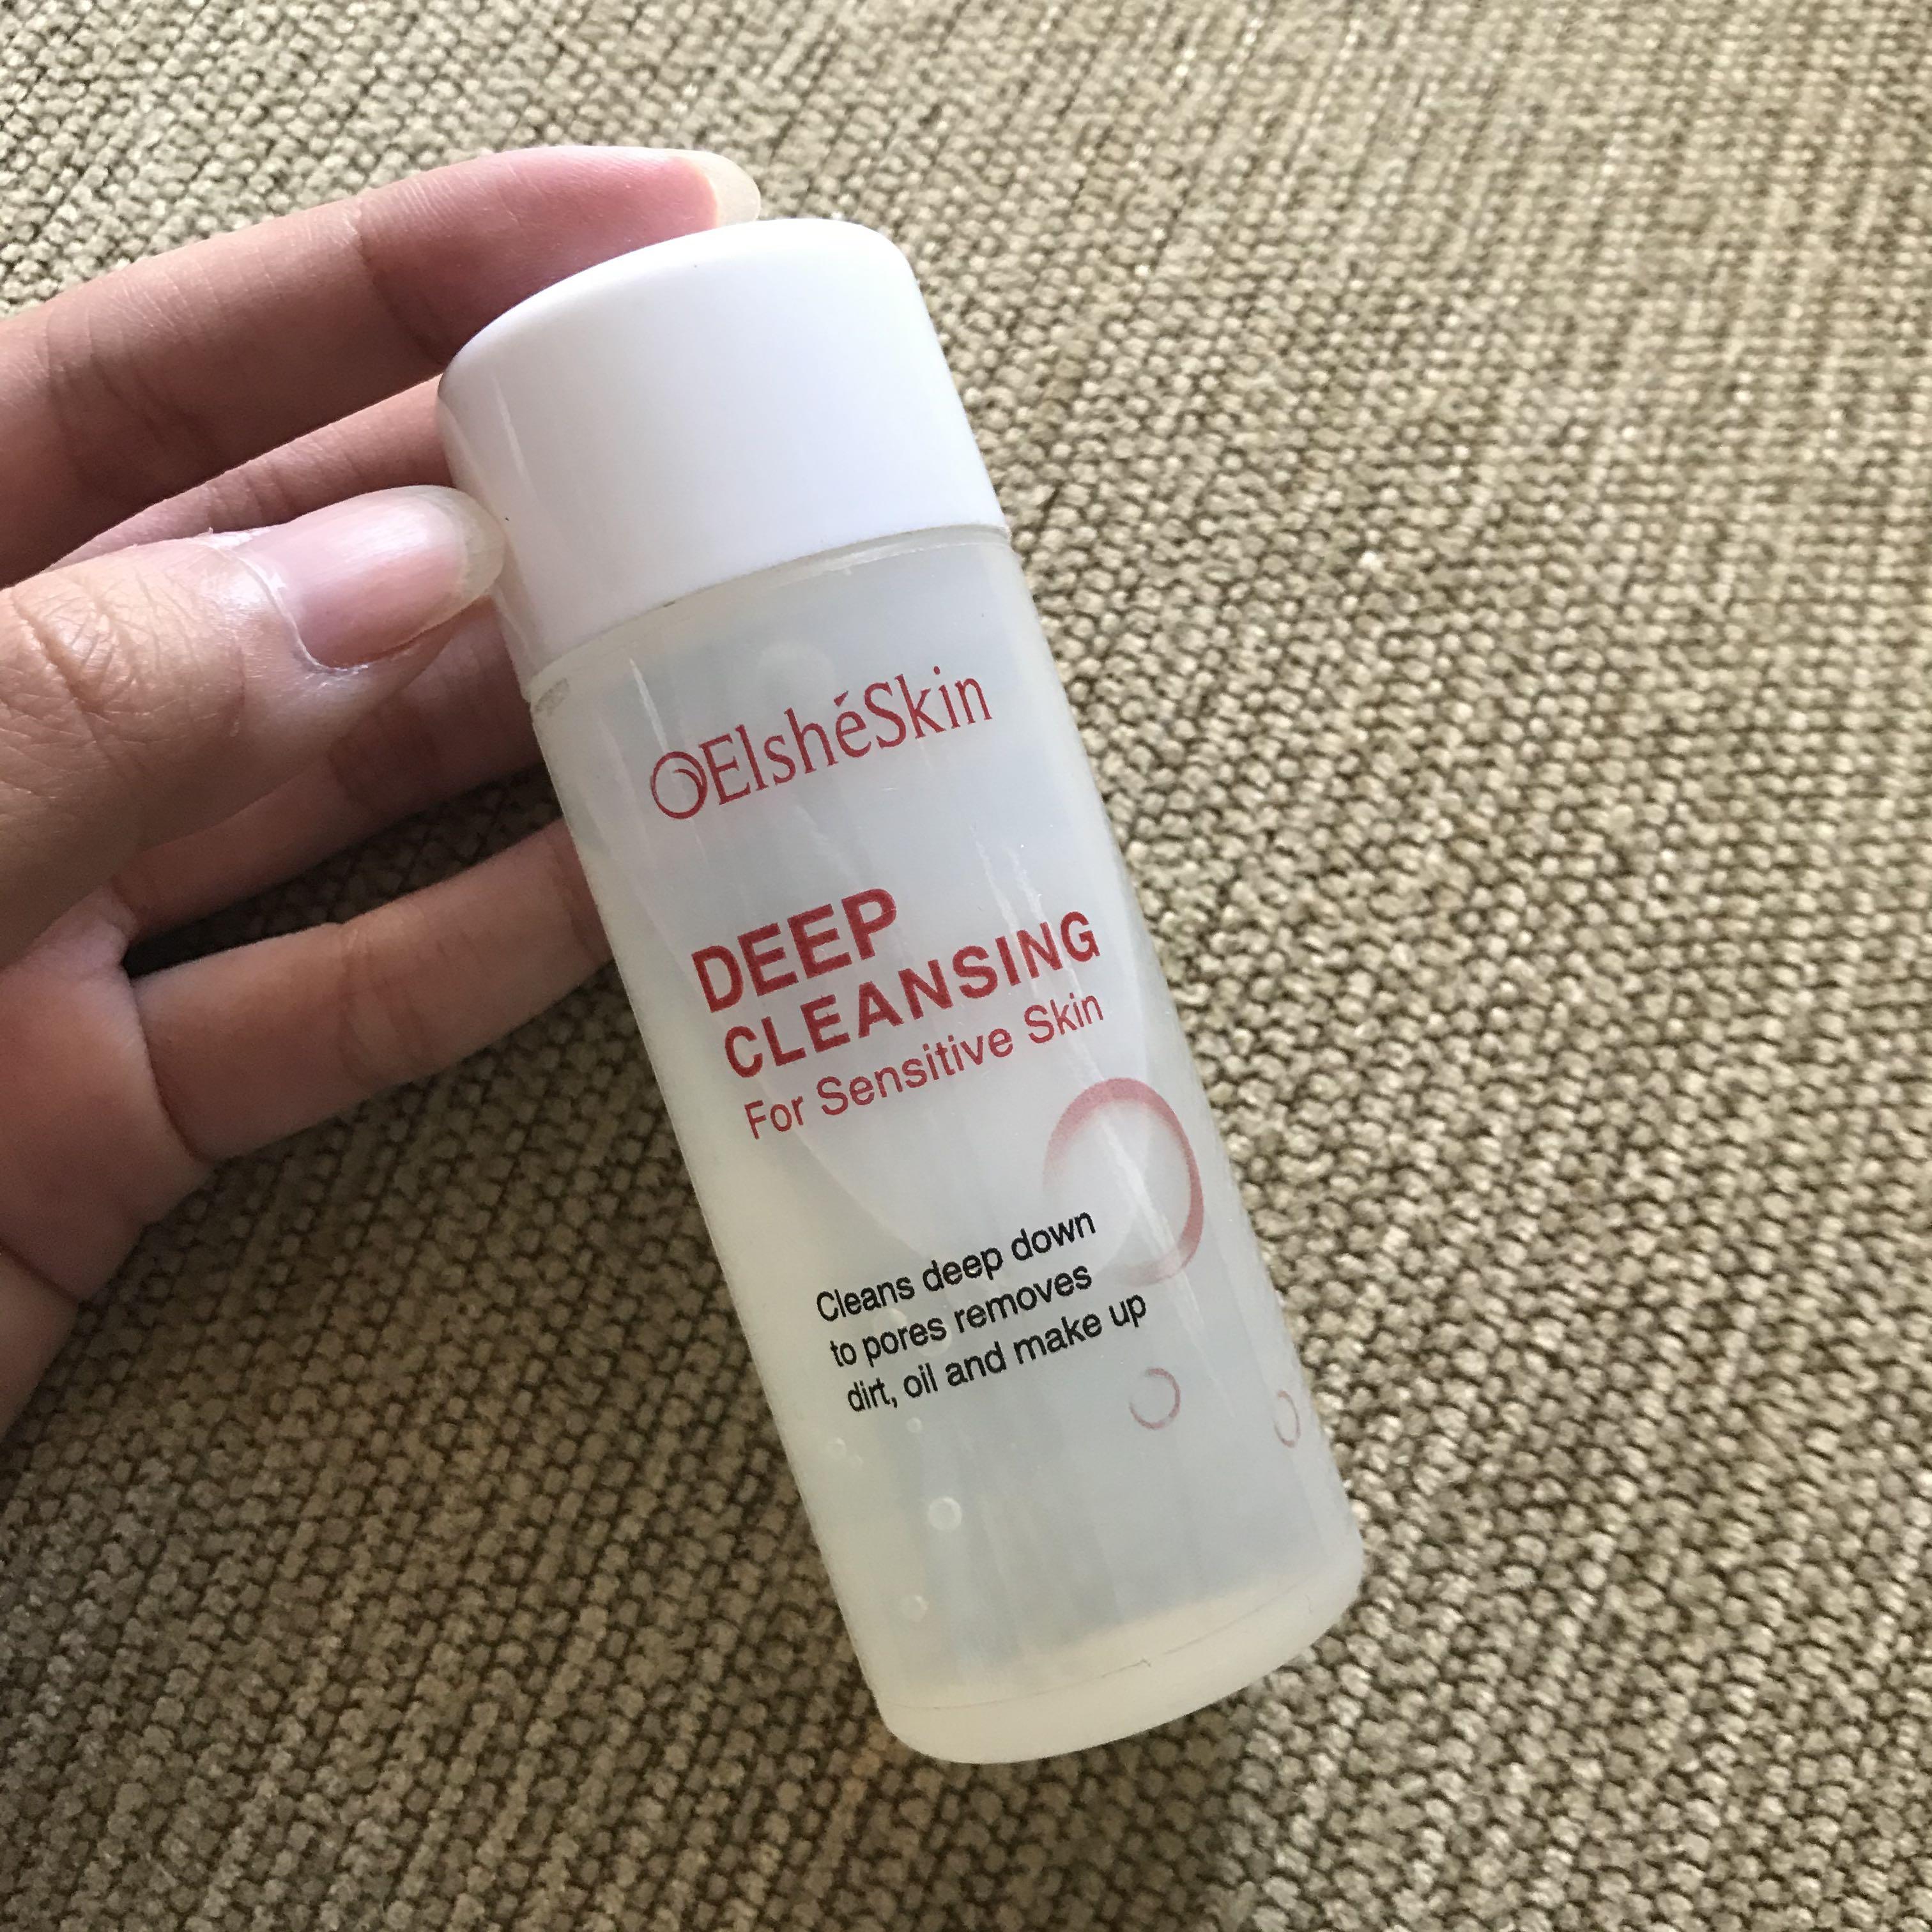 ElshéSkin
DEEP
CLEANSING
For Sensitive Skin
Cleans deep down
to pores removes
dirt, oil and make up